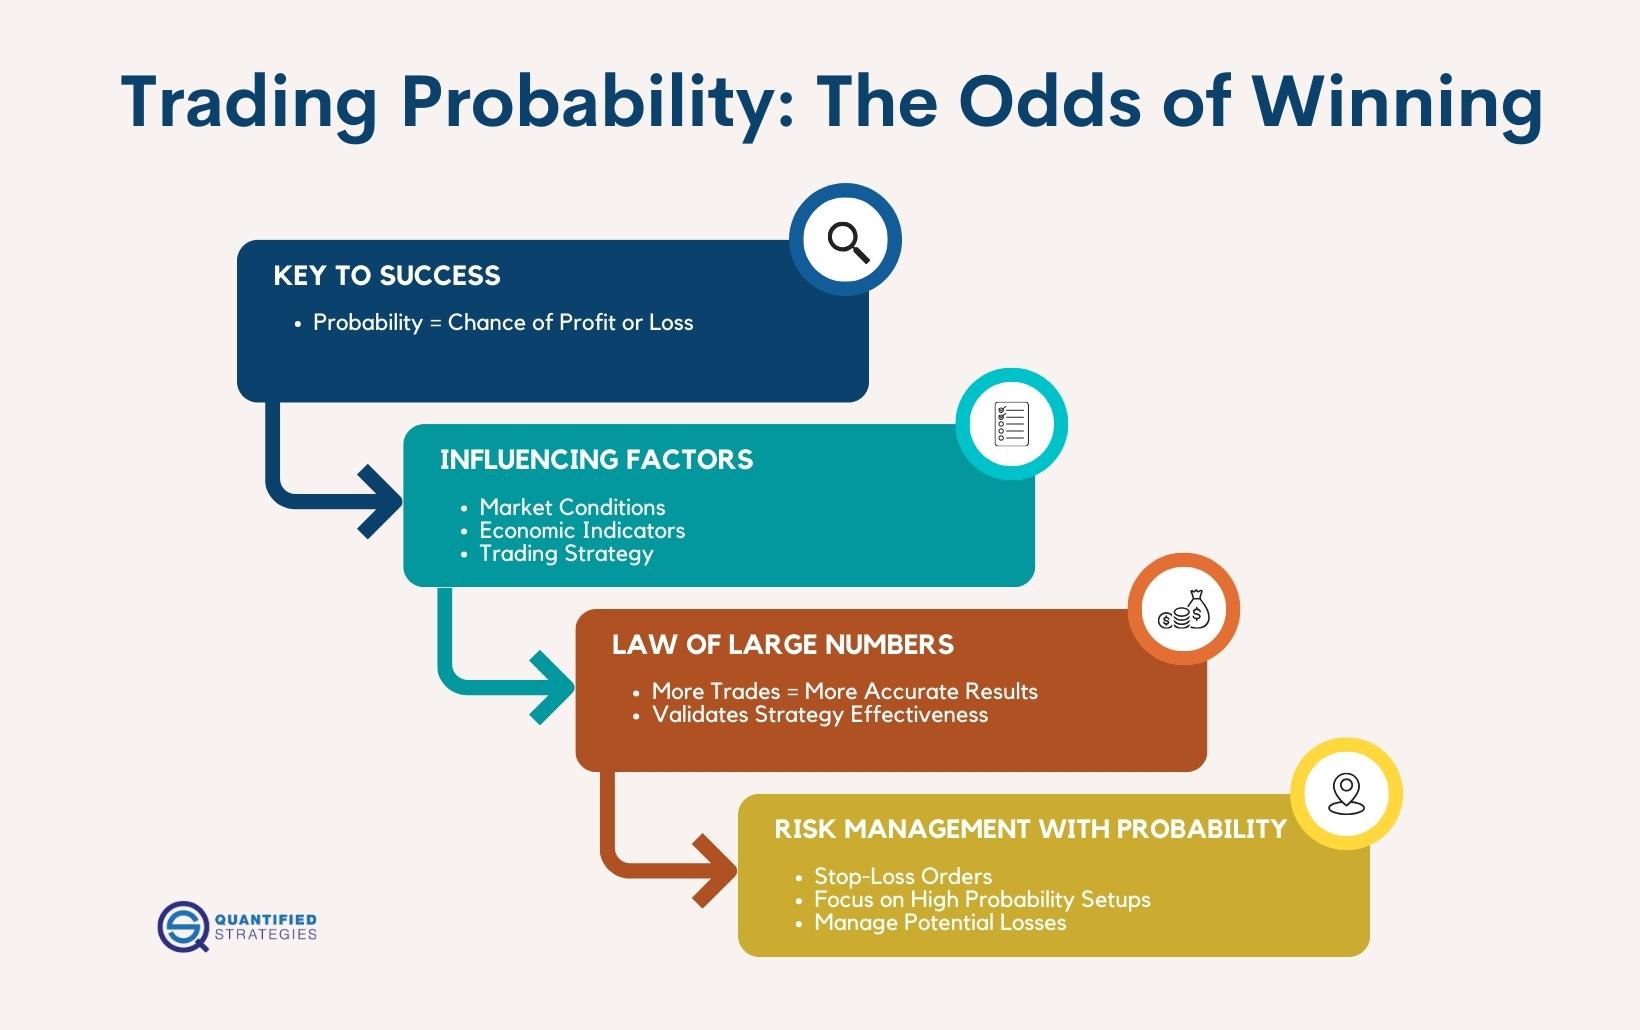 Trading Probability: The Odds of Winning
KEY TO SUCCESS
• Probability = Chance of Profit or Loss
INFLUENCING FACTORS
• Market Conditions
• Economic Indicators
• Trading Strategy
LAW OF LARGE NUMBERS
• More Trades = More Accurate Results
• Validates Strategy Effectiveness
RISK MANAGEMENT WITH PROBABILITY
• Stop-Loss Orders
• Focus on High Probability Setups
• Manage Potential Losses
QUANTIFIED
STRATEGIES